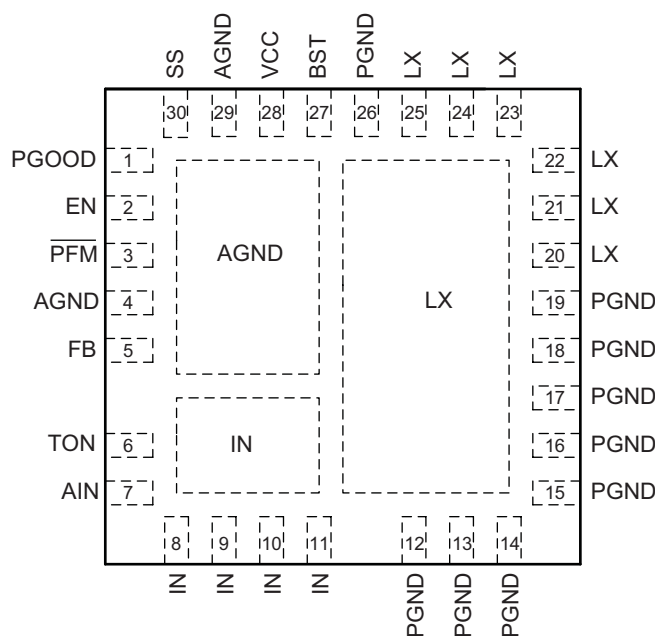 SS AGND VCC BST PGND LX LX LX
30 29 28 27 26 25 24 23
PGOOD 1 22 LX
EN 2 21 LX
P̅F̅M̅ 3 AGND 20 LX
AGND 4 LX 19 PGND
FB 5 18 PGND
17 PGND
TON 6 IN 16 PGND
AIN 7 15 PGND
8 9 10 11 12 13 14
IN IN IN IN PGND PGND PGND